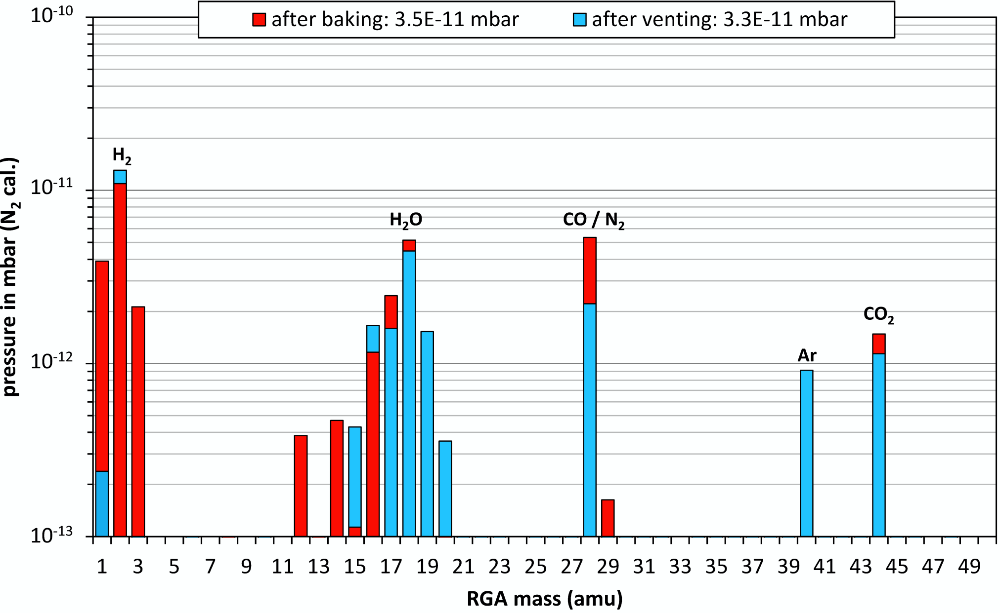 after baking: 3.5E-11 mbar after venting: 3.3E-11 mbar
pressure in mbar (N₂ cal.)
10⁻¹⁰
10⁻¹¹
10⁻¹²
10⁻¹³
H₂
H₂O
CO / N₂
Ar
CO₂
1 3 5 7 9 11 13 15 17 19 21 23 25 27 29 31 33 35 37 39 41 43 45 47 49
RGA mass (amu)